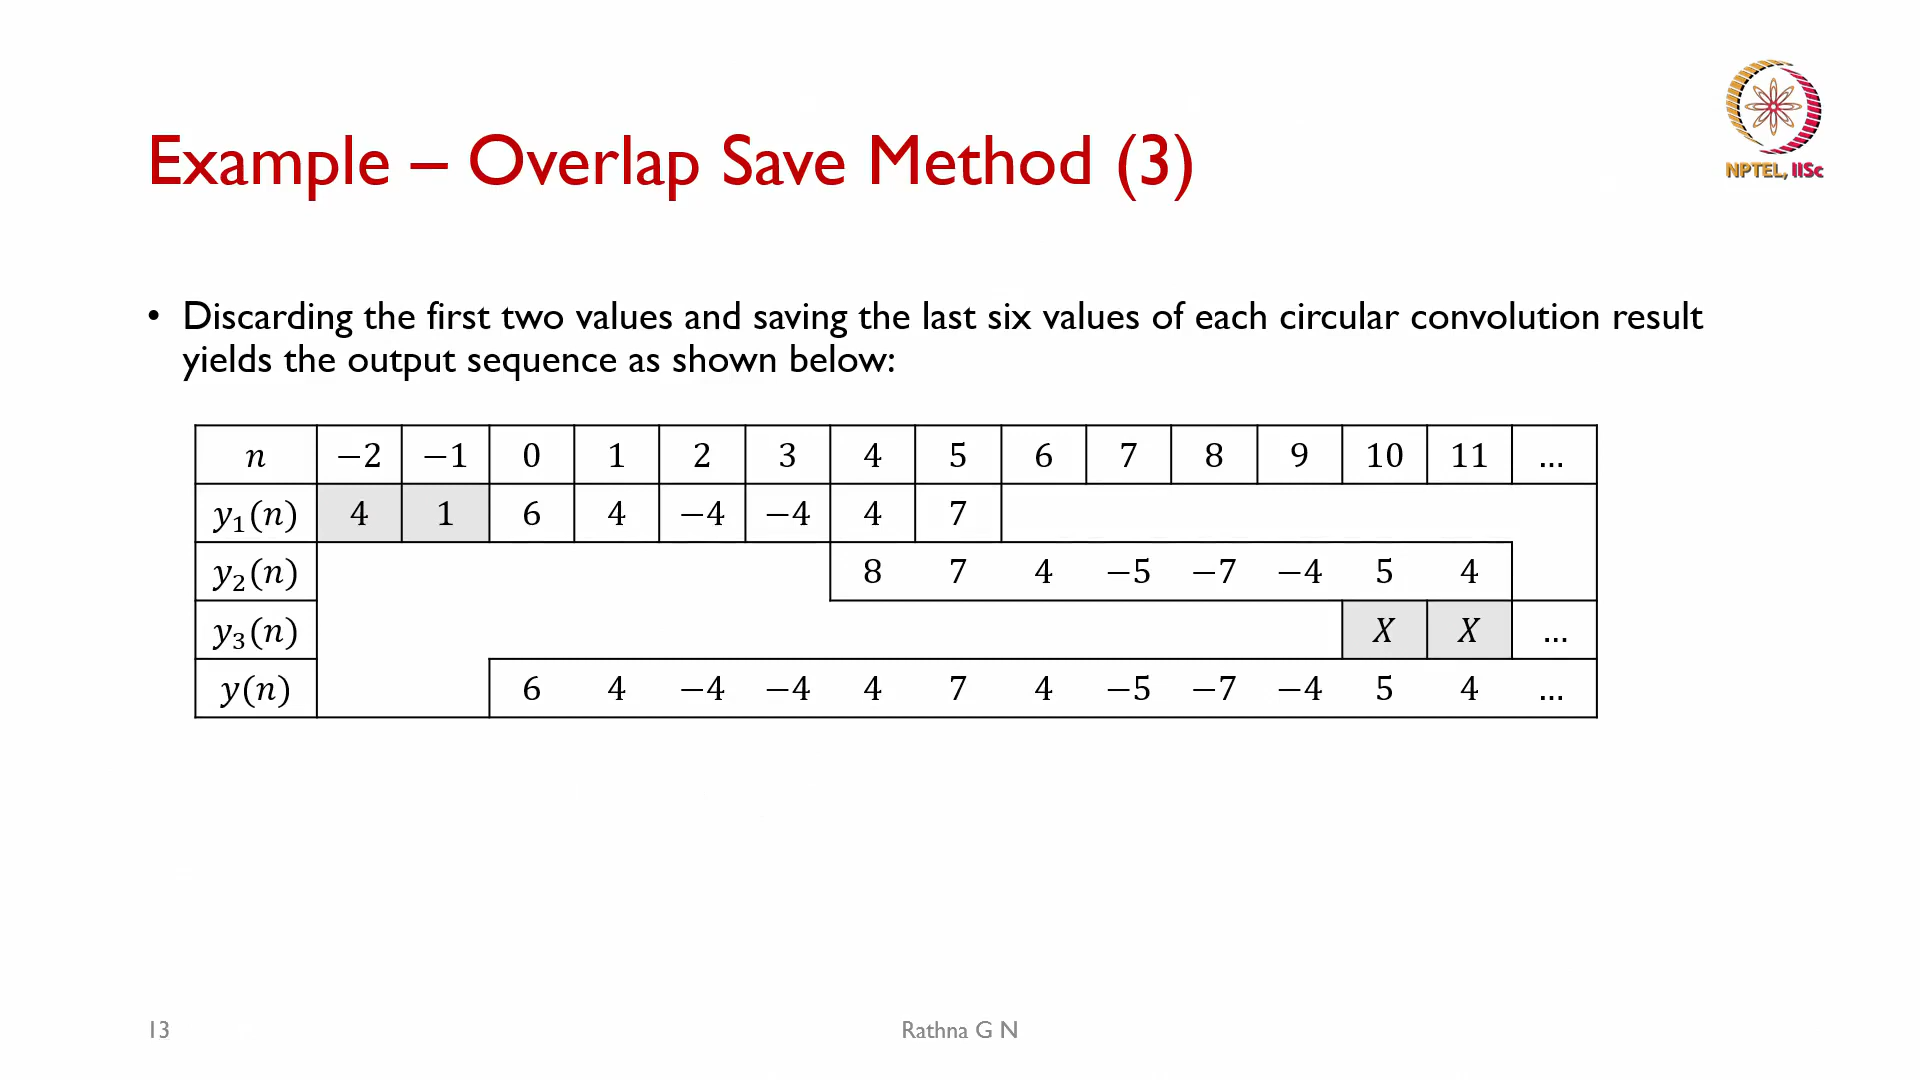 Example – Overlap Save Method (3)
NPTEL, IISc
• Discarding the first two values and saving the last six values of each circular convolution result
yields the output sequence as shown below:
n −2 −1 0 1 2 3 4 5 6 7 8 9 10 11 ...
y₁(n) 4 1 6 4 −4 −4 4 7
y₂(n) 8 7 4 −5 −7 −4 5 4
y₃(n) X X ...
y(n) 6 4 −4 −4 4 7 4 −5 −7 −4 5 4 ...
13 Rathna G N